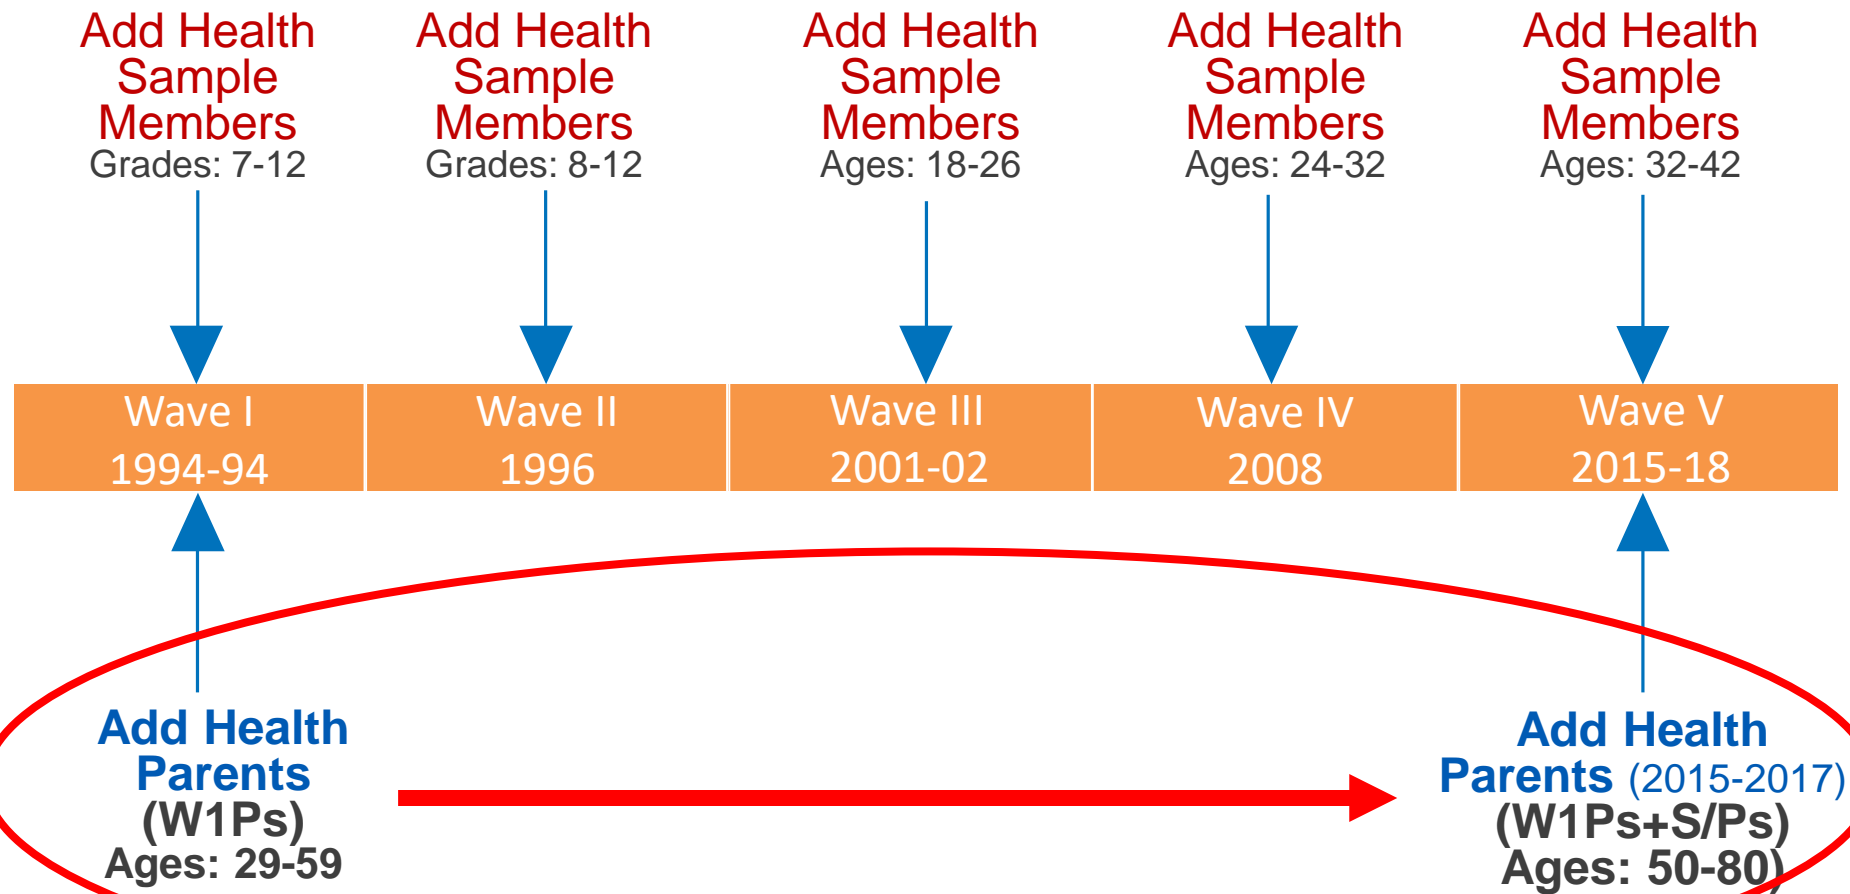 Add Health
Sample
Members
Grades: 7-12
Add Health
Sample
Members
Grades: 8-12
Add Health
Sample
Members
Ages: 18-26
Add Health
Sample
Members
Ages: 24-32
Add Health
Sample
Members
Ages: 32-42
Wave I
1994-94
Wave II
1996
Wave III
2001-02
Wave IV
2008
Wave V
2015-18
Add Health
Parents
(W1Ps)
Ages: 29-59
Add Health
Parents (2015-2017)
(W1Ps+S/Ps)
Ages: 50-80)